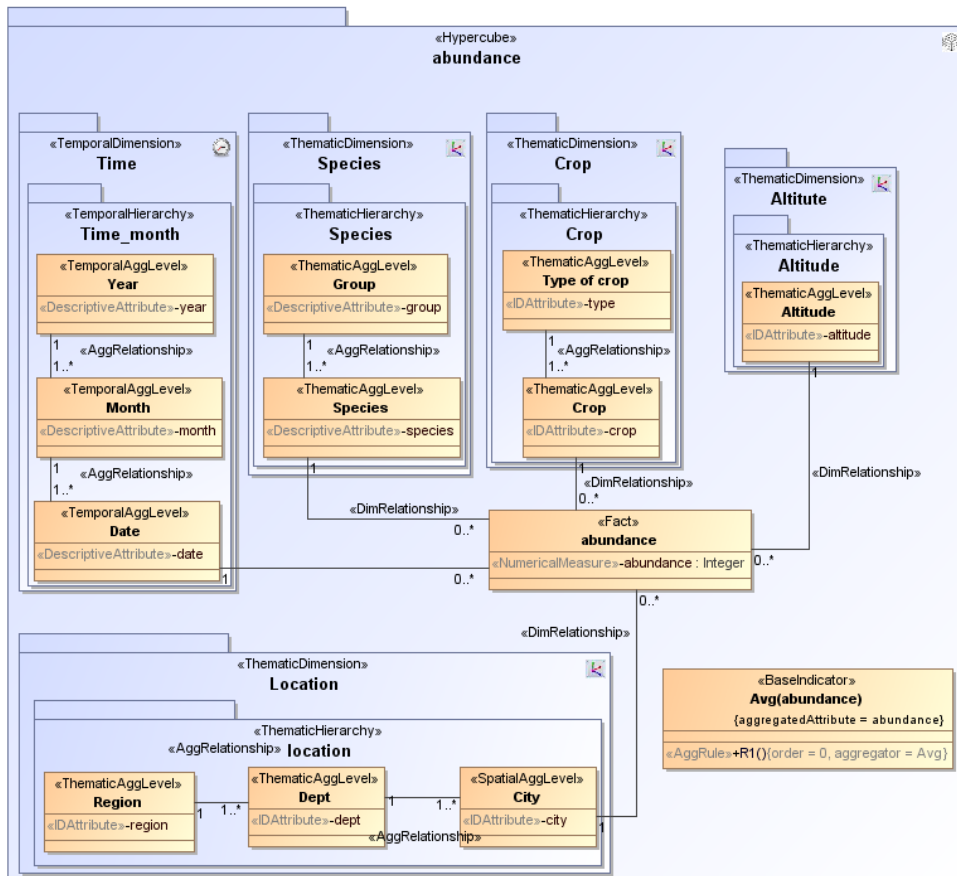 «Hypercube»
abundance
«TemporalDimension»
Time
«TemporalHierarchy»
Time_month
«TemporalAggLevel»
Year
«DescriptiveAttribute»-year
1
«AggRelationship»
1..*
«TemporalAggLevel»
Month
«DescriptiveAttribute»-month
1
«AggRelationship»
1..*
«TemporalAggLevel»
Date
«DescriptiveAttribute»-date
1
0..*
«ThematicDimension»
Species
«ThematicHierarchy»
Species
«ThematicAggLevel»
Group
«DescriptiveAttribute»-group
1
«AggRelationship»
1..*
«ThematicAggLevel»
Species
«DescriptiveAttribute»-species
1
«DimRelationship»
0..*
«ThematicDimension»
Crop
«ThematicHierarchy»
Crop
«ThematicAggLevel»
Type of crop
«IDAttribute»-type
1
«AggRelationship»
1..*
«ThematicAggLevel»
Crop
«IDAttribute»-crop
1
«DimRelationship»
0..*
«ThematicDimension»
Altitute
«ThematicHierarchy»
Altitude
«ThematicAggLevel»
Altitude
«IDAttribute»-altitude
1
«DimRelationship»
0..*
«Fact»
abundance
«NumericalMeasure»-abundance : Integer
0..*
«DimRelationship»
«ThematicDimension»
Location
«ThematicHierarchy»
location
«AggRelationship»
«ThematicAggLevel»
Region
«IDAttribute»-region
1
1..*
«ThematicAggLevel»
Dept
«IDAttribute»-dept
1
1..*
«AggRelationship»
«SpatialAggLevel»
City
«IDAttribute»-city
1
«BaseIndicator»
Avg(abundance)
{aggregatedAttribute = abundance}
«AggRule»+R1(){order = 0, aggregator = Avg}